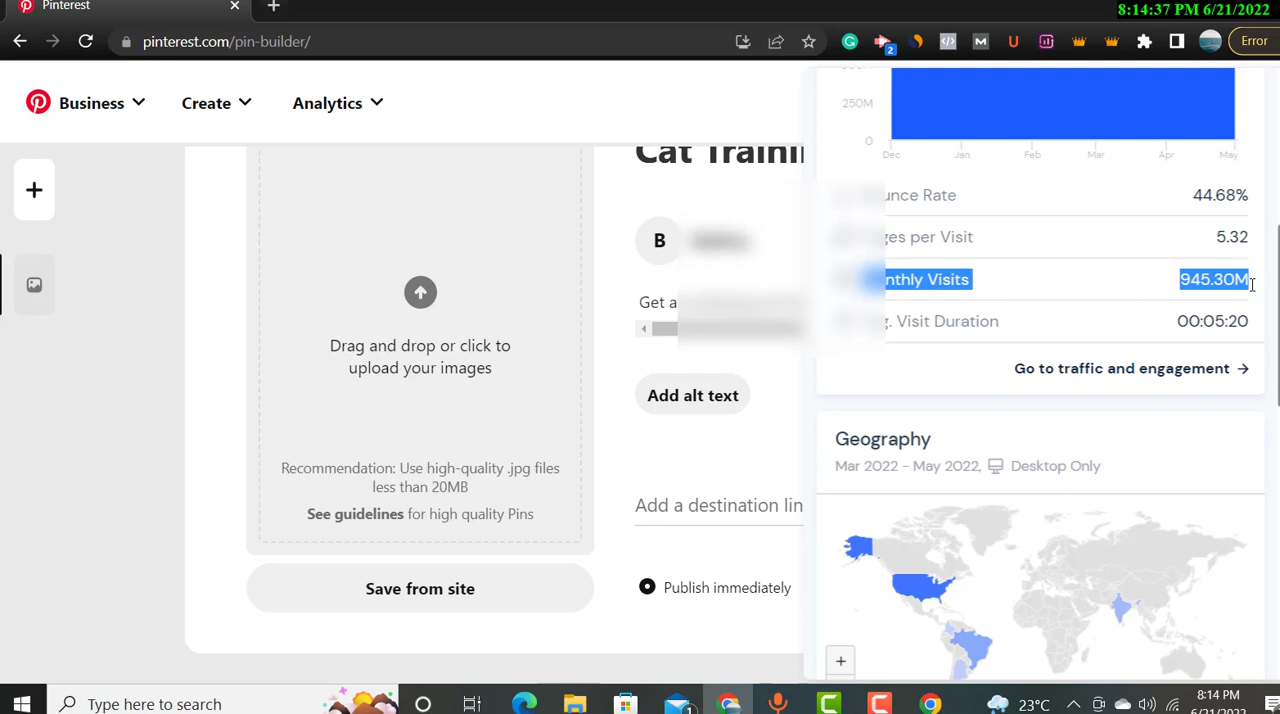 8:14:37 PM 6/21/2022
Pinterest
pinterest.com/pin-builder/
2
M
U
Error
Business
Create
Analytics
250M
0
Dec Jan Feb Mar Apr May
unce Rate 44.68%
es per Visit 5.32
nthly Visits 945.30M
. Visit Duration 00:05:20
Go to traffic and engagement →
Geography
Mar 2022 - May 2022, Desktop Only
+
Cat Trainin
B
Get a
Add alt text
Add a destination lin
Publish immediately
Drag and drop or click to
upload your images
Recommendation: Use high-quality .jpg files
less than 20MB
See guidelines for high quality Pins
Save from site
Type here to search
1
23°C
8:14 PM
6/21/2022